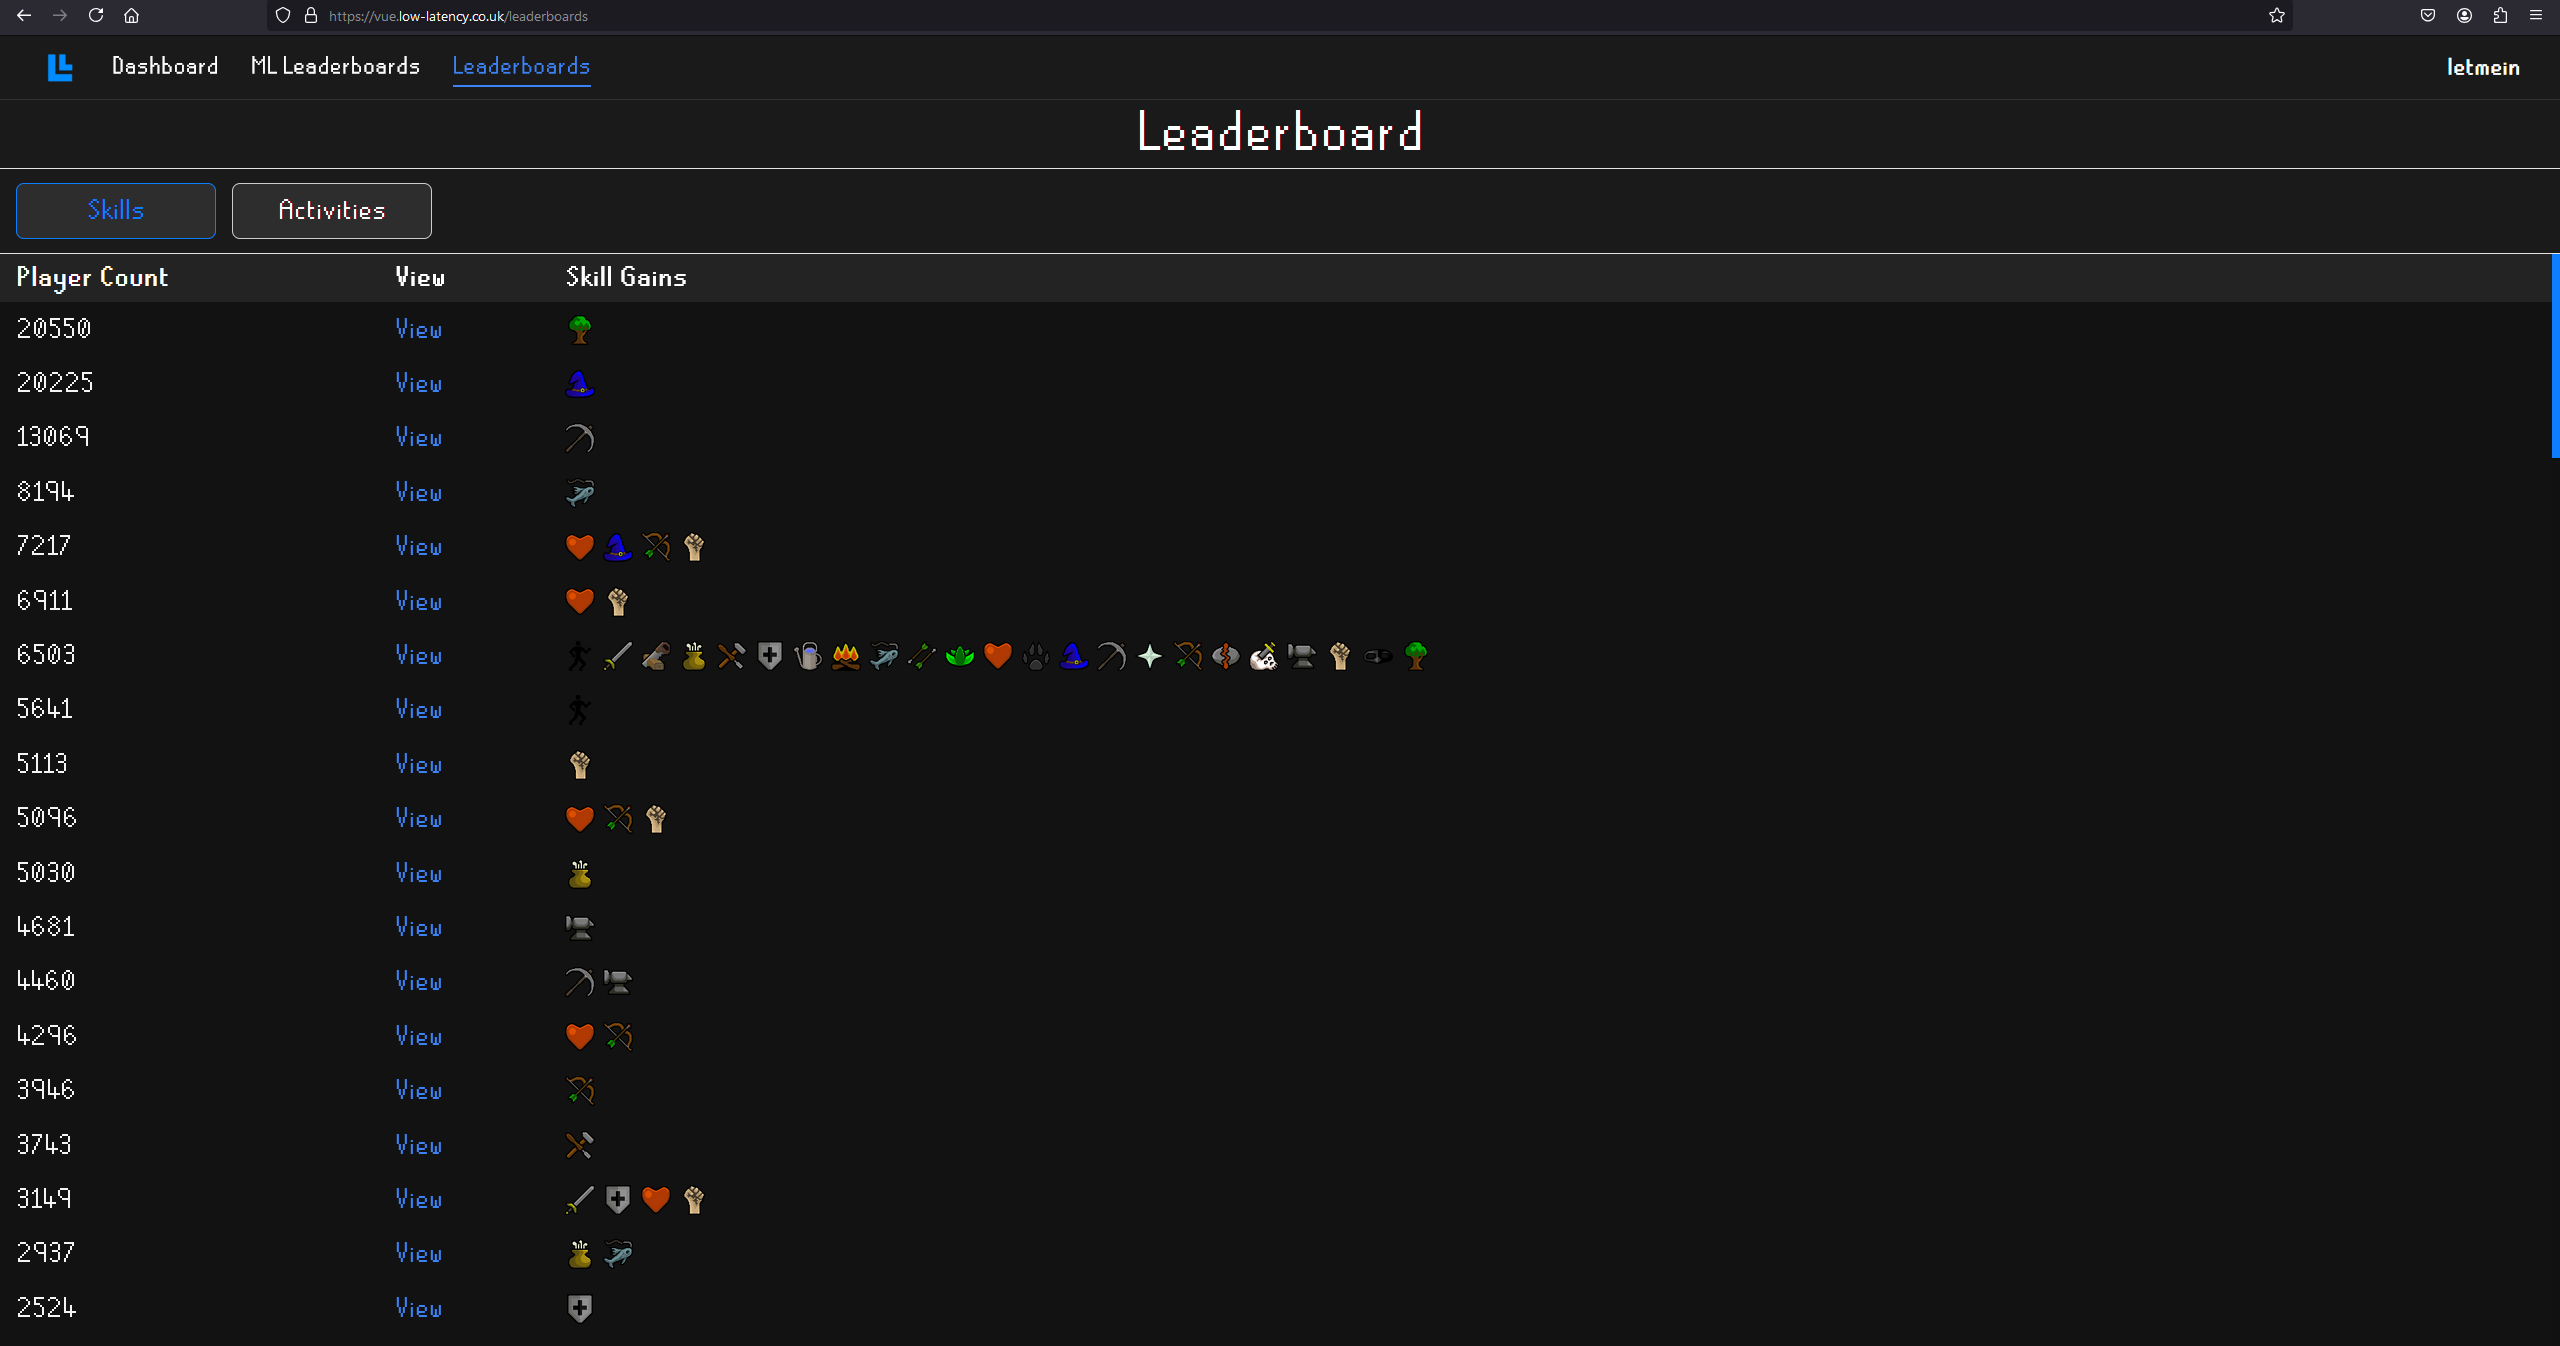 https://vue.low-latency.co.uk/leaderboards
Dashboard ML Leaderboards Leaderboards letmein
Leaderboard
Skills Activities
Player Count View Skill Gains
20550 View
20225 View
13069 View
8194 View
7217 View
6911 View
6503 View
5641 View
5113 View
5096 View
5030 View
4681 View
4460 View
4296 View
3946 View
3743 View
3149 View
2937 View
2524 View